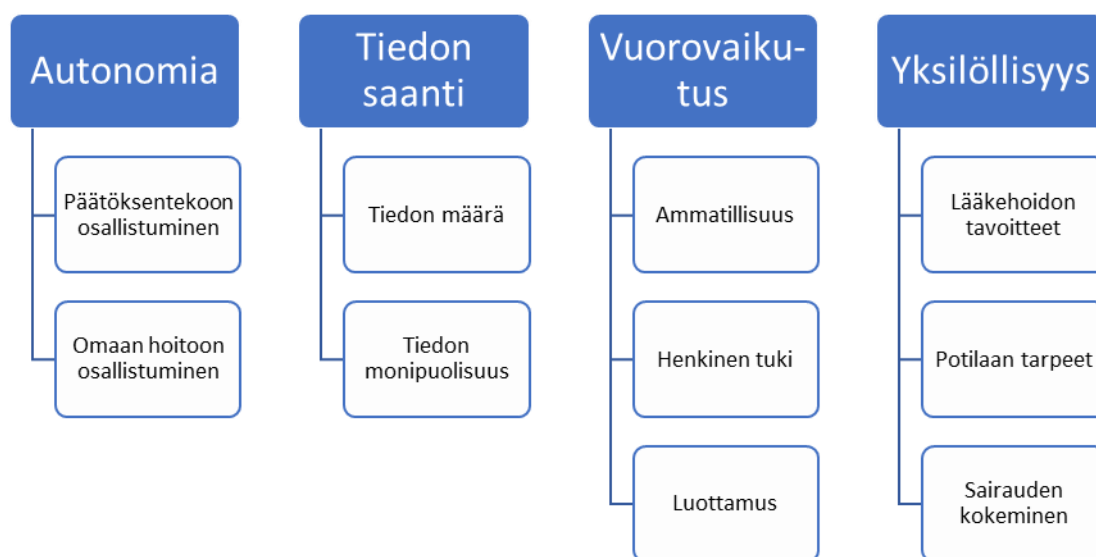 Autonomia
Päätöksentekoon
osallistuminen
Omaan hoitoon
osallistuminen
Tiedon
saanti
Tiedon määrä
Tiedon
monipuolisuus
Vuorovaiku-
tus
Ammatillisuus
Henkinen tuki
Luottamus
Yksilöllisyys
Lääkehoidon
tavoitteet
Potilaan tarpeet
Sairauden
kokeminen